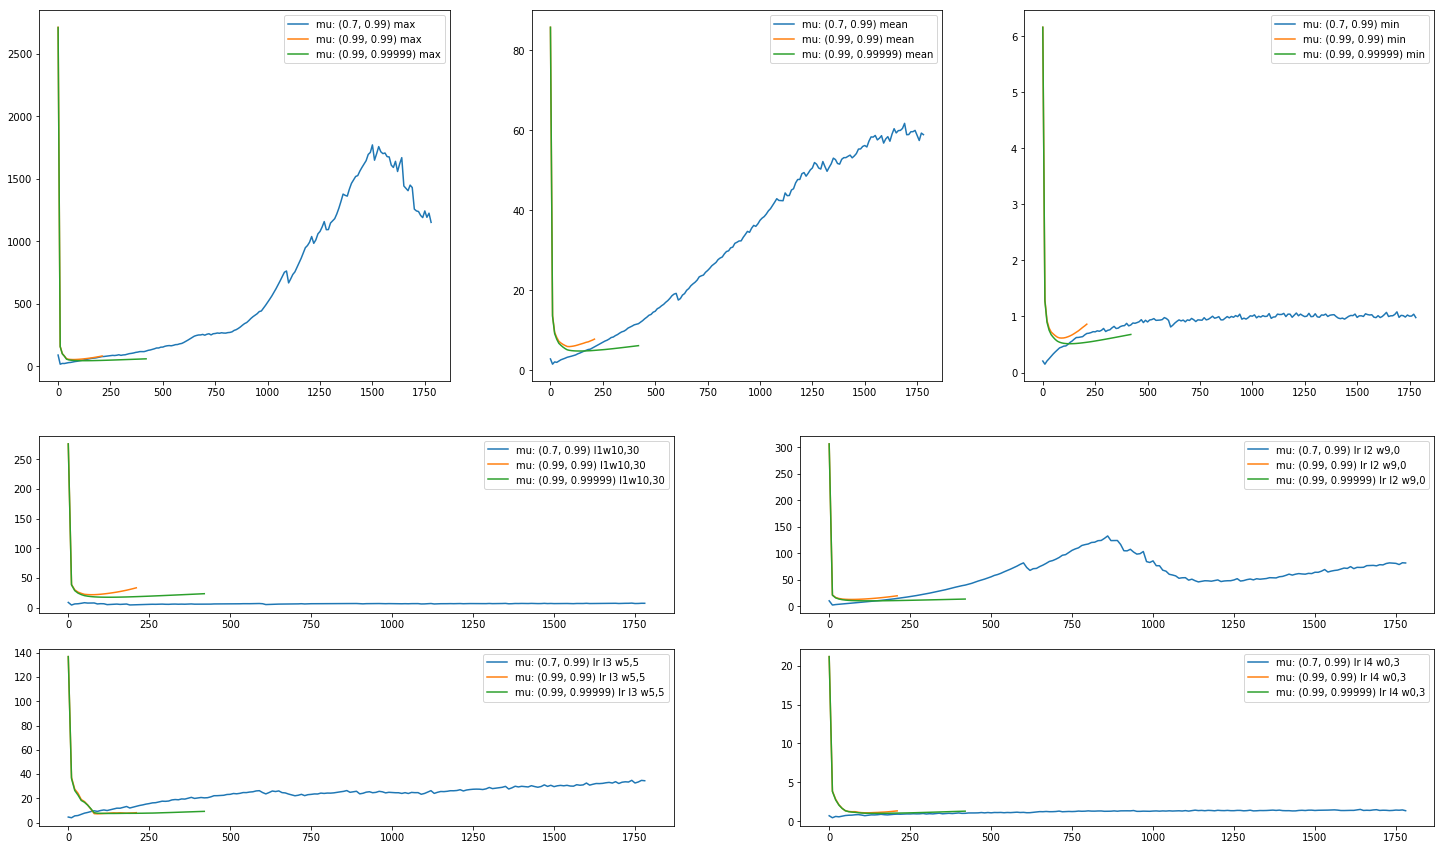 mu: (0.7, 0.99) max
mu: (0.99, 0.99) max
mu: (0.99, 0.99999) max
2500
2000
1500
1000
500
0
0 250 500 750 1000 1250 1500 1750
mu: (0.7, 0.99) mean
mu: (0.99, 0.99) mean
mu: (0.99, 0.99999) mean
80
60
40
20
0
0 250 500 750 1000 1250 1500 1750
mu: (0.7, 0.99) min
mu: (0.99, 0.99) min
mu: (0.99, 0.99999) min
6
5
4
3
2
1
0
0 250 500 750 1000 1250 1500 1750
mu: (0.7, 0.99) l1w10,30
mu: (0.99, 0.99) l1w10,30
mu: (0.99, 0.99999) l1w10,30
250
200
150
100
50
0
0 250 500 750 1000 1250 1500 1750
mu: (0.7, 0.99) lr l2 w9,0
mu: (0.99, 0.99) lr l2 w9,0
mu: (0.99, 0.99999) lr l2 w9,0
300
250
200
150
100
50
0
0 250 500 750 1000 1250 1500 1750
mu: (0.7, 0.99) lr l3 w5,5
mu: (0.99, 0.99) lr l3 w5,5
mu: (0.99, 0.99999) lr l3 w5,5
140
120
100
80
60
40
20
0
0 250 500 750 1000 1250 1500 1750
mu: (0.7, 0.99) lr l4 w0,3
mu: (0.99, 0.99) lr l4 w0,3
mu: (0.99, 0.99999) lr l4 w0,3
20
15
10
5
0
0 250 500 750 1000 1250 1500 1750